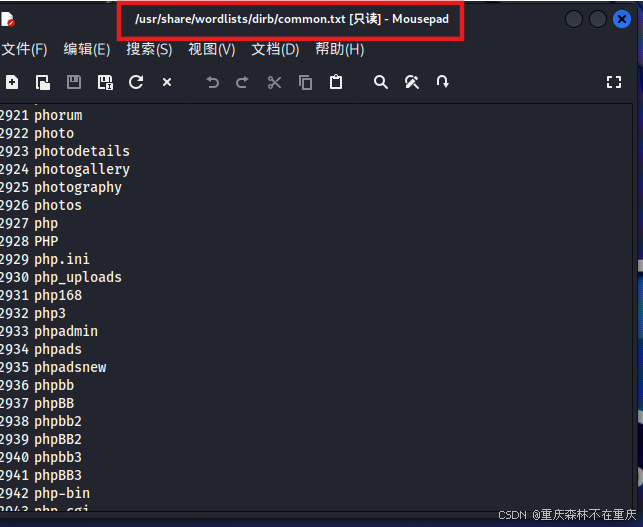 /usr/share/wordlists/dirb/common.txt [只读] - Mousepad
文件(F) 编辑(E) 搜索(S) 视图(V) 文档(D) 帮助(H)
2921 phorum
2922 photo
2923 photodetails
2924 photogallery
2925 photography
2926 photos
2927 php
2928 PHP
2929 php.ini
2930 php_uploads
2931 php168
2932 php3
2933 phpadmin
2934 phpads
2935 phpadsnew
2936 phpbb
2937 phpBB
2938 phpbb2
2939 phpBB2
2940 phpbb3
2941 phpBB3
2942 php-bin
2943 php-cgi
CSDN @重庆森林不在重庆